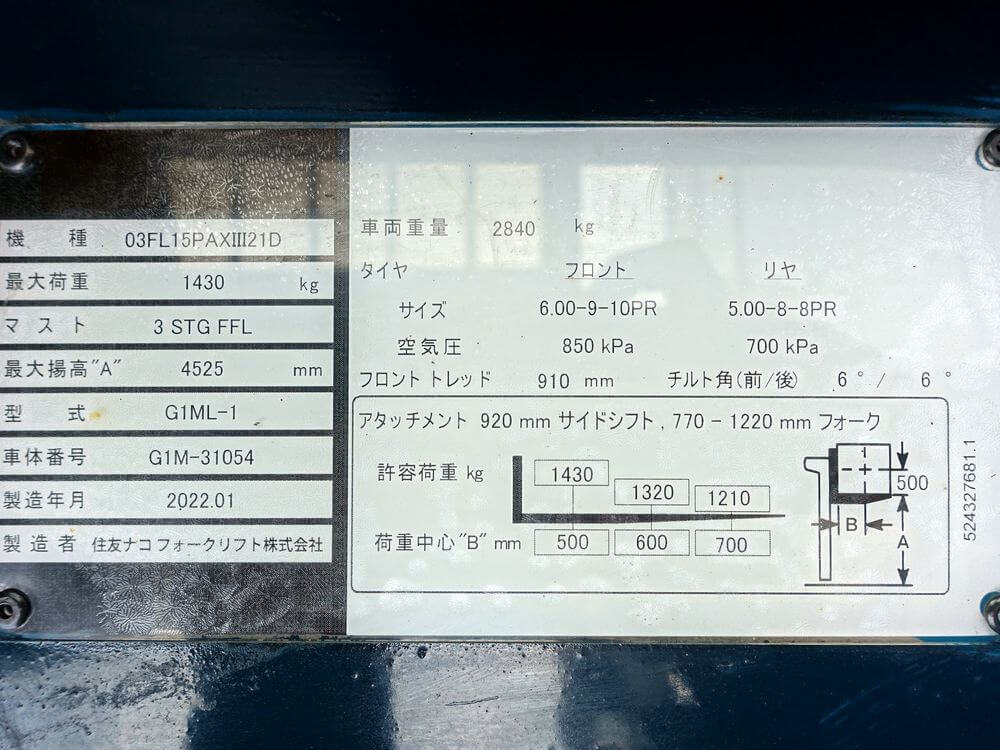 機種 03FL15PAXIII21D
最大荷重 1430 kg
マスト 3 STG FFL
最大揚高"A" 4525 mm
型式 G1ML-1
車体番号 G1M-31054
製造年月 2022.01
製造者 住友ナコ フォークリフト株式会社
車両重量 2840 kg
タイヤ フロント リヤ
サイズ 6.00-9-10PR 5.00-8-8PR
空気圧 850 kPa 700 kPa
フロント トレッド 910 mm チルト角(前/後) 6° / 6°
アタッチメント 920 mm サイドシフト, 770 - 1220 mm フォーク
許容荷重 kg 1430 1320 1210
荷重中心"B" mm 500 600 700
500
B
A
524327681.1